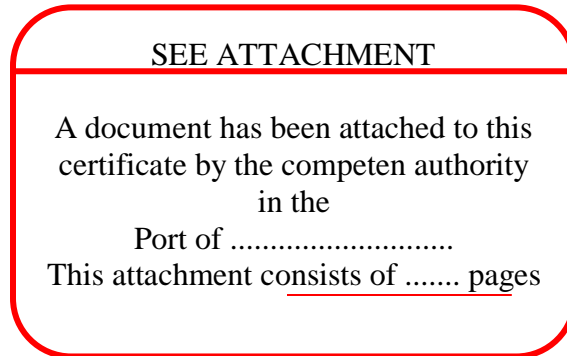 SEE ATTACHMENT
A document has been attached to this
certificate by the competen authority
in the
Port of ............................
This attachment consists of ....... pages